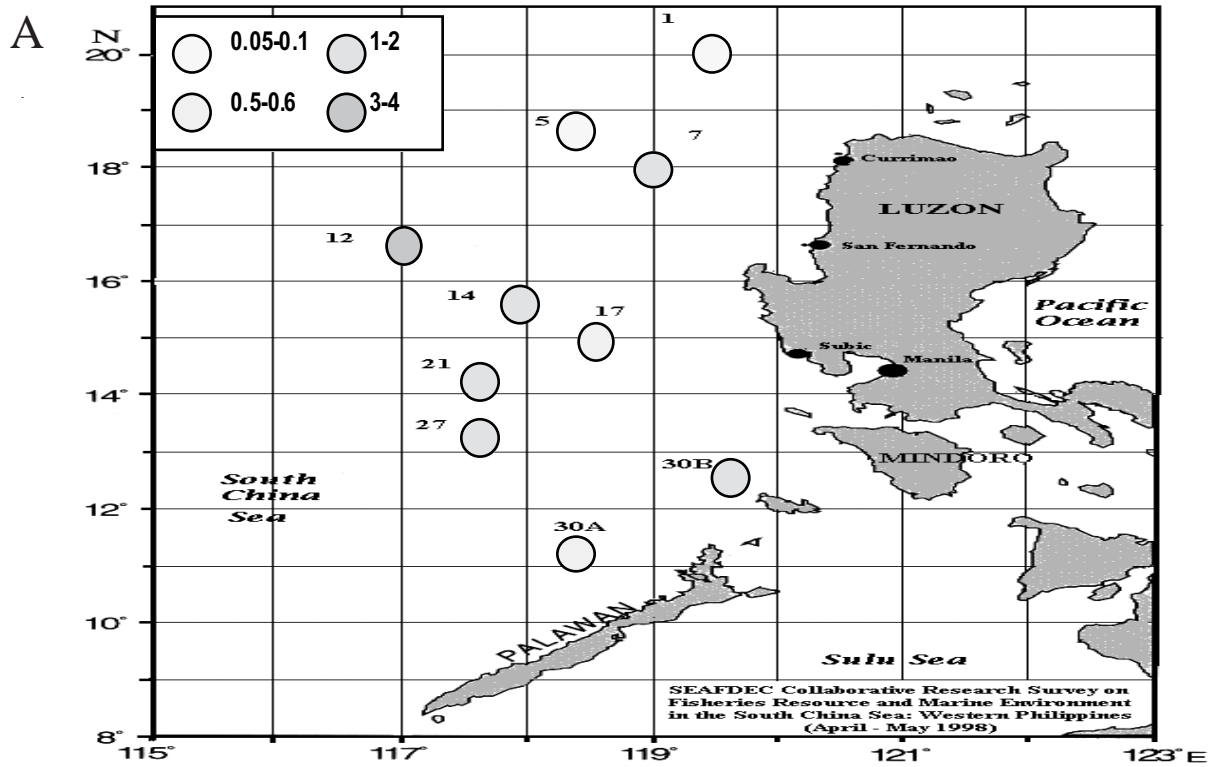 A
N
0.05-0.1
1-2
0.5-0.6
3-4
1
20°
5
7
18°
Currimao
LUZON
12
San Fernando
16°
14
17
Pacific
Ocean
Subic
Manila
21
14°
27
MINDORO
30B
South
China
Sea
12°
30A
10°
PALAWAN
Sulu Sea
SEAFDEC Collaborative Research Survey on
Fisheries Resource and Marine Environment
in the South China Sea: Western Philippines
(April - May 1998)
8°
115°
117°
119°
121°
123°E